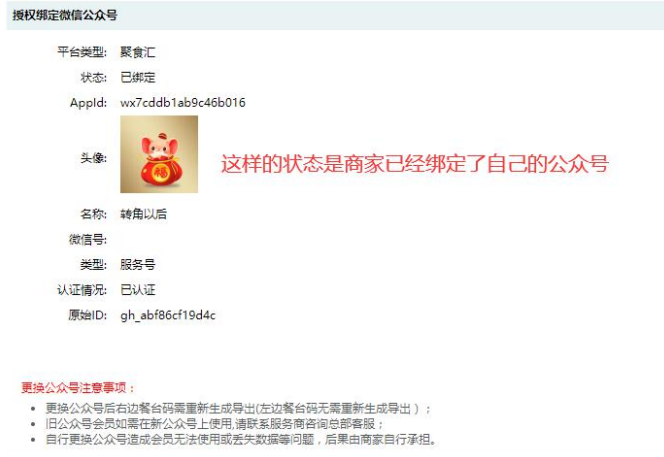 授权绑定微信公众号
平台类型: 聚食汇
状态: 已绑定
AppId: wx7cddb1ab9c46b016
头像:
福
这样的状态是商家已经绑定了自己的公众号
名称: 转角以后
微信号:
类型: 服务号
认证情况: 已认证
原始ID: gh_abf86cf19d4c
更换公众号注意事项：
• 更换公众号后右边餐台码需重新生成导出(左边餐台码无需重新生成导出）；
• 旧公众号会员如需在新公众号上使用,请联系服务商咨询总部客服；
• 自行更换公众号造成会员无法使用或丢失数据等问题，后果由商家自行承担。